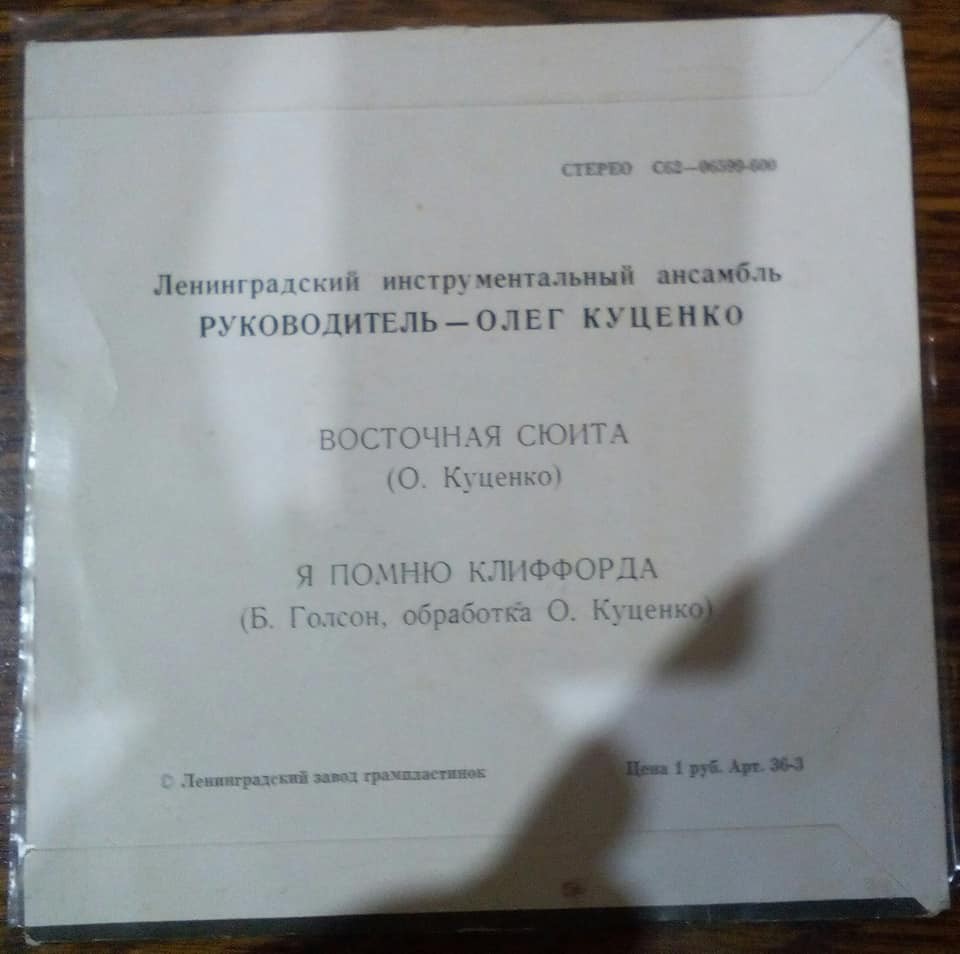 СТЕРЕО С62—06599-600
Ленинградский инструментальный ансамбль
РУКОВОДИТЕЛЬ — ОЛЕГ КУЦЕНКО
ВОСТОЧНАЯ СЮИТА
(О. Куценко)
Я ПОМНЮ КЛИФФОРДА
(Б. Голсон, обработка О. Куценко)
© Ленинградский завод грампластинок
Цена 1 руб. Арт. 36-3